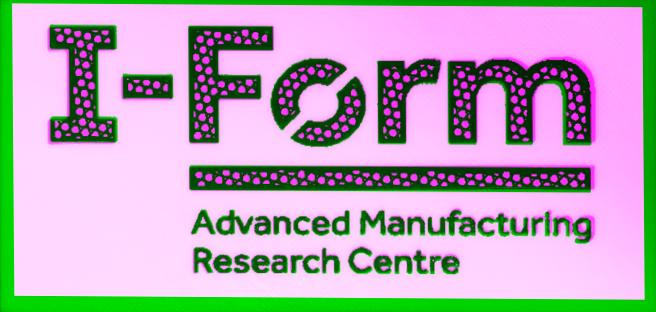 I-Form
Advanced Manufacturing
Research Centre